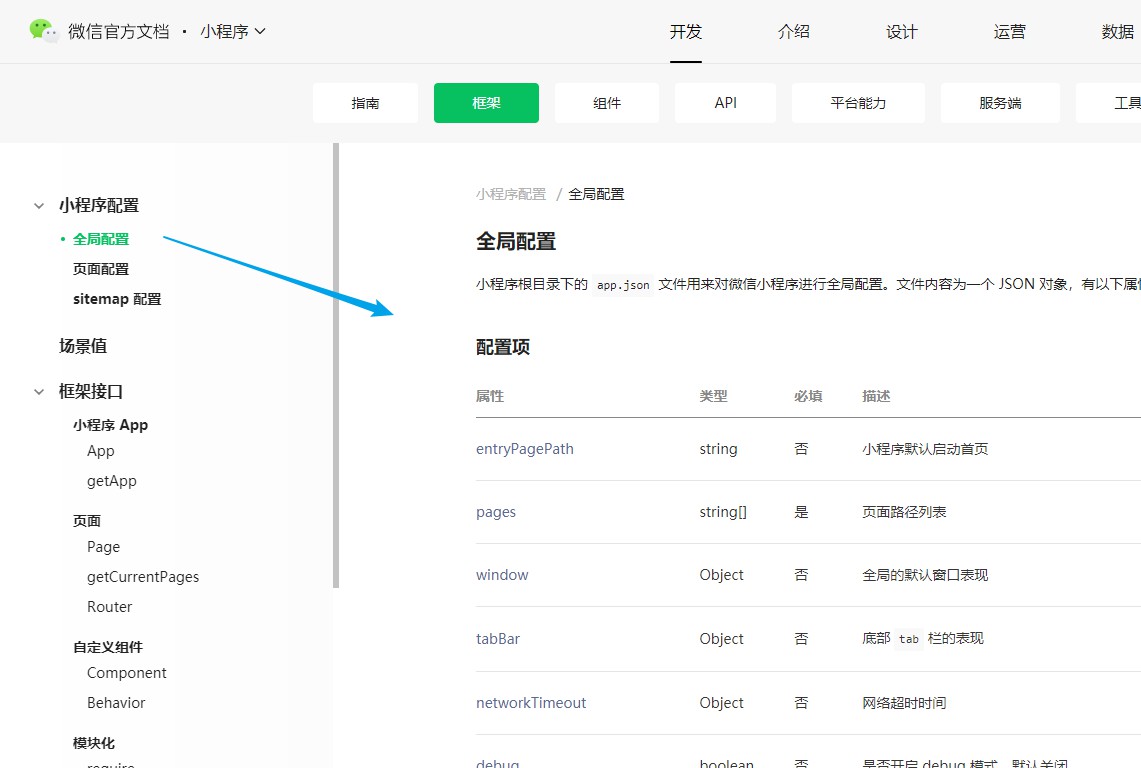 微信官方文档 · 小程序
开发 介绍 设计 运营 数据
指南 框架 组件 API 平台能力 服务端 工具
小程序配置
全局配置
页面配置
sitemap 配置
场景值
框架接口
小程序 App
App
getApp
页面
Page
getCurrentPages
Router
自定义组件
Component
Behavior
模块化
require
小程序配置 / 全局配置
全局配置
小程序根目录下的 app.json 文件用来对微信小程序进行全局配置。文件内容为一个 JSON 对象，有以下属性
配置项
属性 类型 必填 描述
entryPagePath string 否 小程序默认启动首页
pages string[] 是 页面路径列表
window Object 否 全局的默认窗口表现
tabBar Object 否 底部 tab 栏的表现
networkTimeout Object 否 网络超时时间
debug boolean 否 是否开启 debug 模式，默认关闭